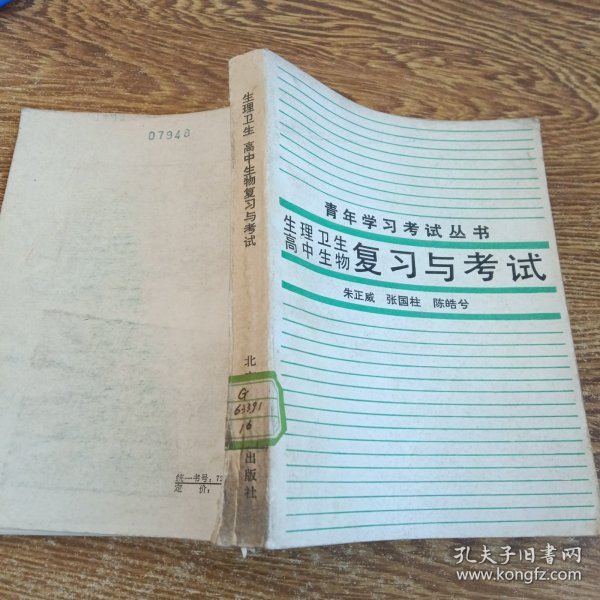 07948
生理卫生 高中生物复习与考试
北
出版社
G
63391
16
统一书号：72
定 价：
青年学习考试丛书
生理卫生
高中生物
复习与考试
朱正威 张国柱 陈皓兮
孔夫子旧书网
www.kongfz.com